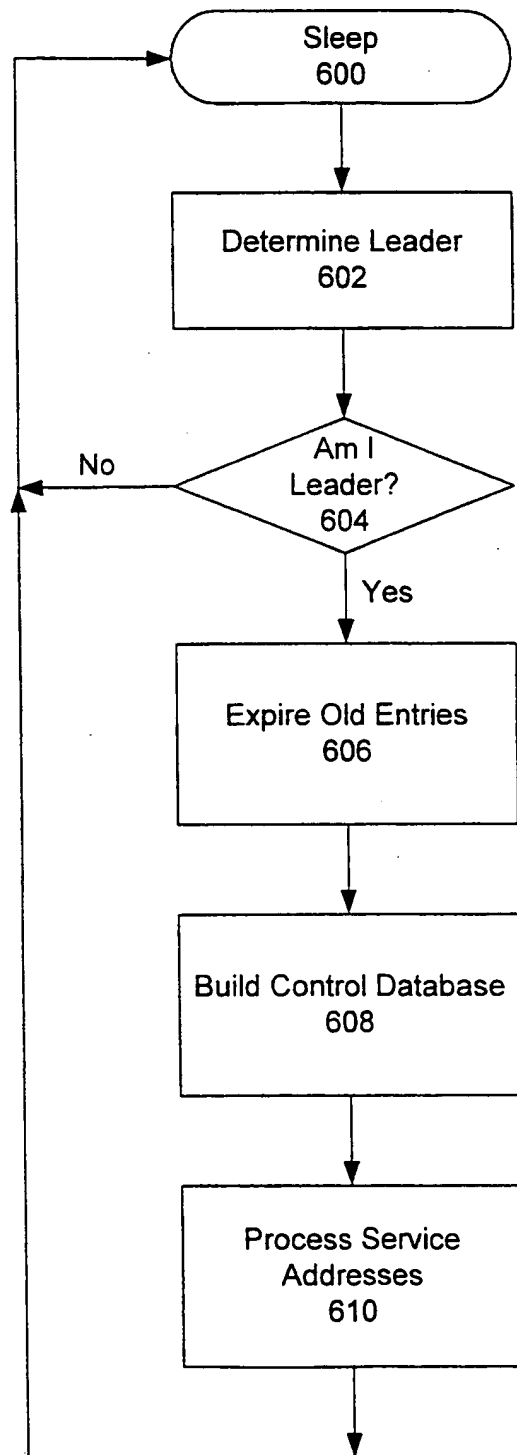 Sleep
600
Determine Leader
602
Am I
Leader?
604
No
Yes
Expire Old Entries
606
Build Control Database
608
Process Service
Addresses
610